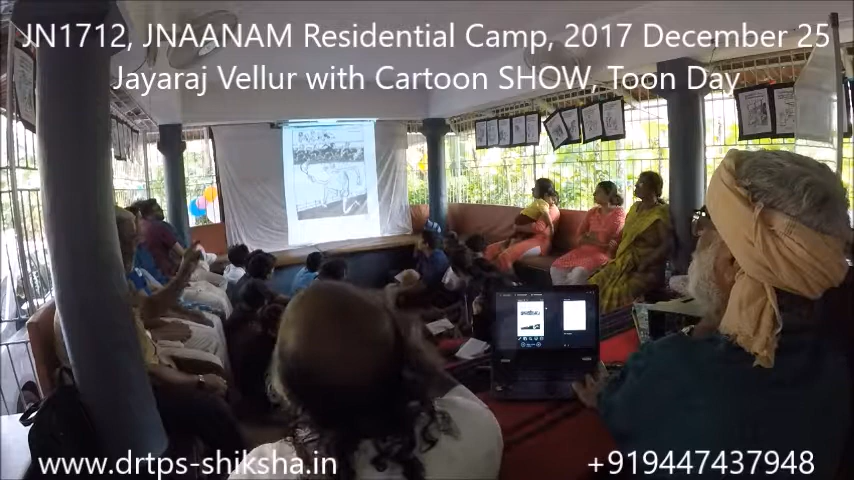 JN1712, JNAANAM Residential Camp, 2017 December 25
Jayaraj Vellur with Cartoon SHOW, Toon Day
www.drtps-shiksha.in
+919447437948